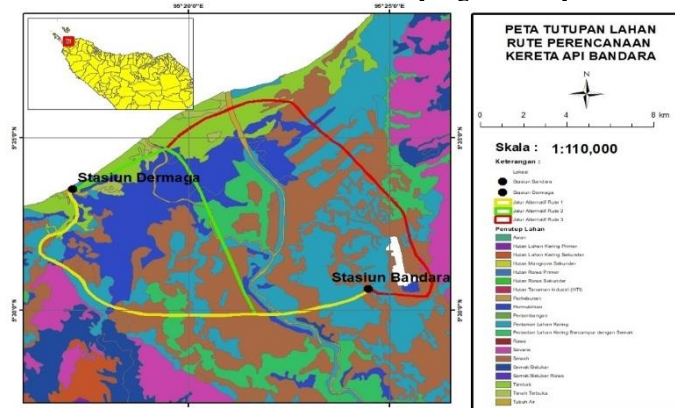 95°20'0"E
95°25'0"E
Stasiun Dermaga
Stasiun Bandara
PETA TUTUPAN LAHAN
RUTE PERENCANAAN
KERETA API BANDARA
N
0 2 4 8 km
Skala : 1:110,000
Keterangan :
Lokasi
Stasiun Bandara
Stasiun Dermaga
Jalur Alternatif Rute 1
Jalur Alternatif Rute 2
Jalur Alternatif Rute 3
Penutup Lahan
Hutan Lahan Kering Primer
Hutan Lahan Kering Sekunder
Hutan Mangrove Sekunder
Hutan Rawa Primer
Hutan Rawa Sekunder
Hutan Tanaman Industri (HTI)
Perkebunan
Permukiman
Pertambangan
Pertanian Lahan Kering
Pertanian Lahan Kering Bercampur dengan Semak
Rawa
Savana
Sawah
Semak Belukar
Semak Belukar Rawa
Tambak
Tanah Terbuka
Tubuh Air